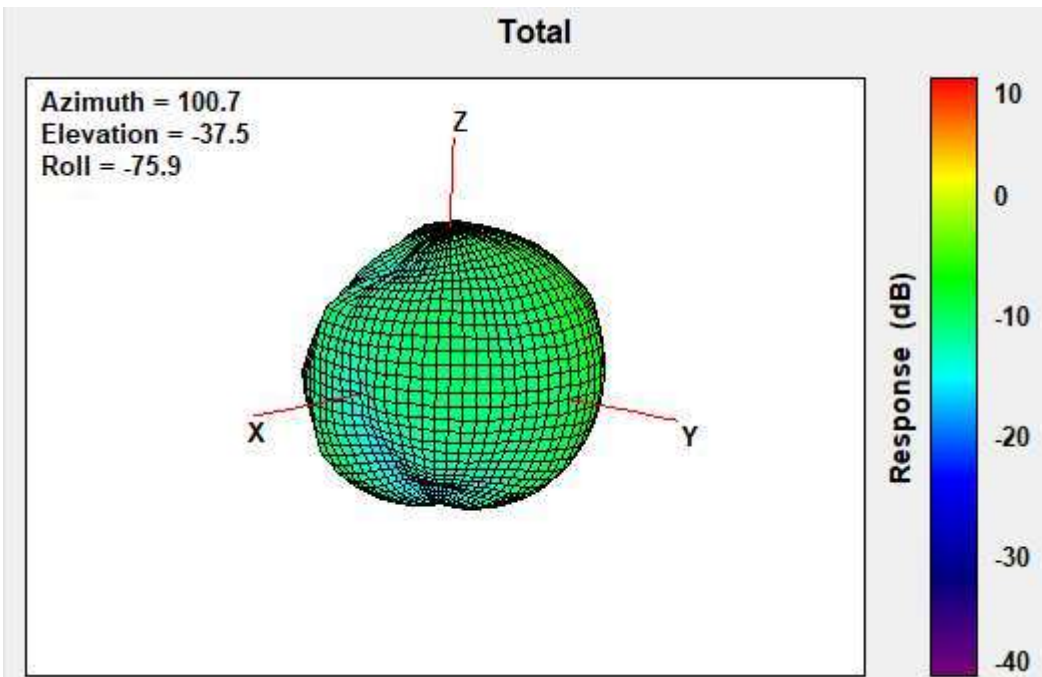 Total
Azimuth = 100.7
Elevation = -37.5
Roll = -75.9
Z
X
Y
Response (dB)
10
0
-10
-20
-30
-40